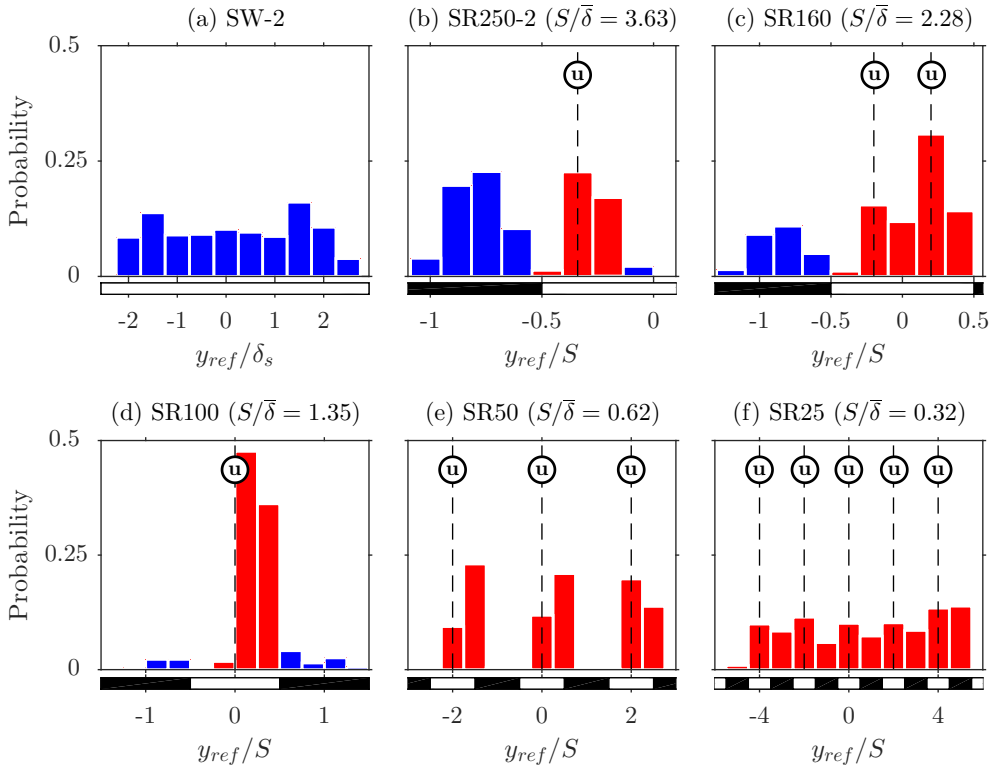 (a) SW-2
(b) SR250-2 (S/δ̅ = 3.63)
(c) SR160 (S/δ̅ = 2.28)
Probability
0.5
0.25
0
u
u
u
-2 -1 0 1 2
-1 -0.5 0
-1 -0.5 0 0.5
y_ref/δ_s
y_ref/S
y_ref/S
(d) SR100 (S/δ̅ = 1.35)
(e) SR50 (S/δ̅ = 0.62)
(f) SR25 (S/δ̅ = 0.32)
Probability
0.5
0.25
0
u
u u u
u u u u u
-1 0 1
-2 0 2
-4 0 4
y_ref/S
y_ref/S
y_ref/S